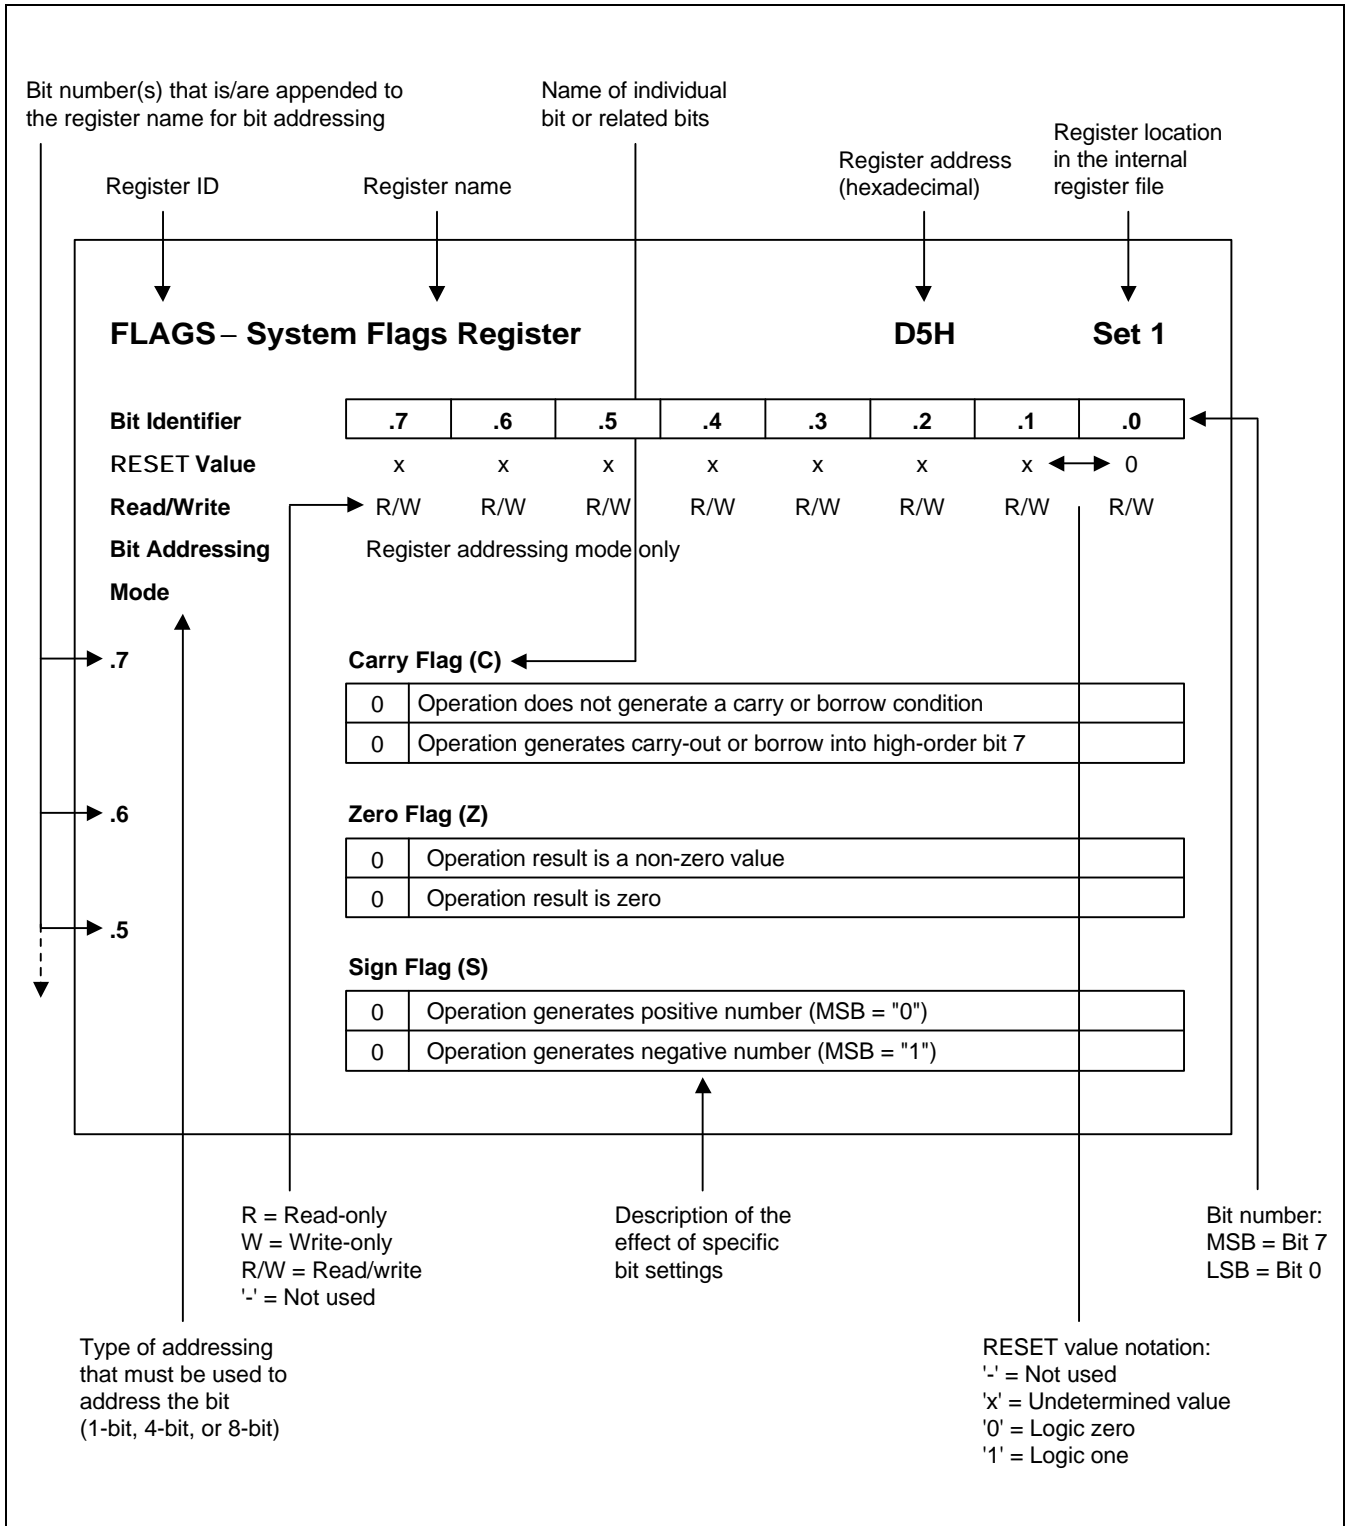 Bit number(s) that is/are appended to
the register name for bit addressing
Name of individual
bit or related bits
Register location
in the internal
register file
Register address
(hexadecimal)
Register ID
Register name
FLAGS – System Flags Register D5H Set 1
Bit Identifier .7 .6 .5 .4 .3 .2 .1 .0
RESET Value x x x x x x x 0
Read/Write R/W R/W R/W R/W R/W R/W R/W R/W
Bit Addressing Register addressing mode only
Mode
.7 Carry Flag (C)
0 Operation does not generate a carry or borrow condition
0 Operation generates carry-out or borrow into high-order bit 7
.6 Zero Flag (Z)
0 Operation result is a non-zero value
0 Operation result is zero
.5
Sign Flag (S)
0 Operation generates positive number (MSB = "0")
0 Operation generates negative number (MSB = "1")
R = Read-only
W = Write-only
R/W = Read/write
'-' = Not used
Description of the
effect of specific
bit settings
Bit number:
MSB = Bit 7
LSB = Bit 0
Type of addressing
that must be used to
address the bit
(1-bit, 4-bit, or 8-bit)
RESET value notation:
'-' = Not used
'x' = Undetermined value
'0' = Logic zero
'1' = Logic one